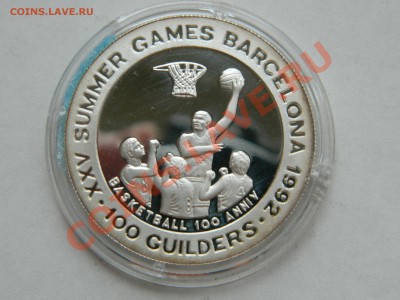 COINS.LAVE.RU
XXV SUMMER GAMES BARCELONA 1992
BASKETBALL 100 ANNIV
· 100 GUILDERS ·
COINS.LAVE.RU